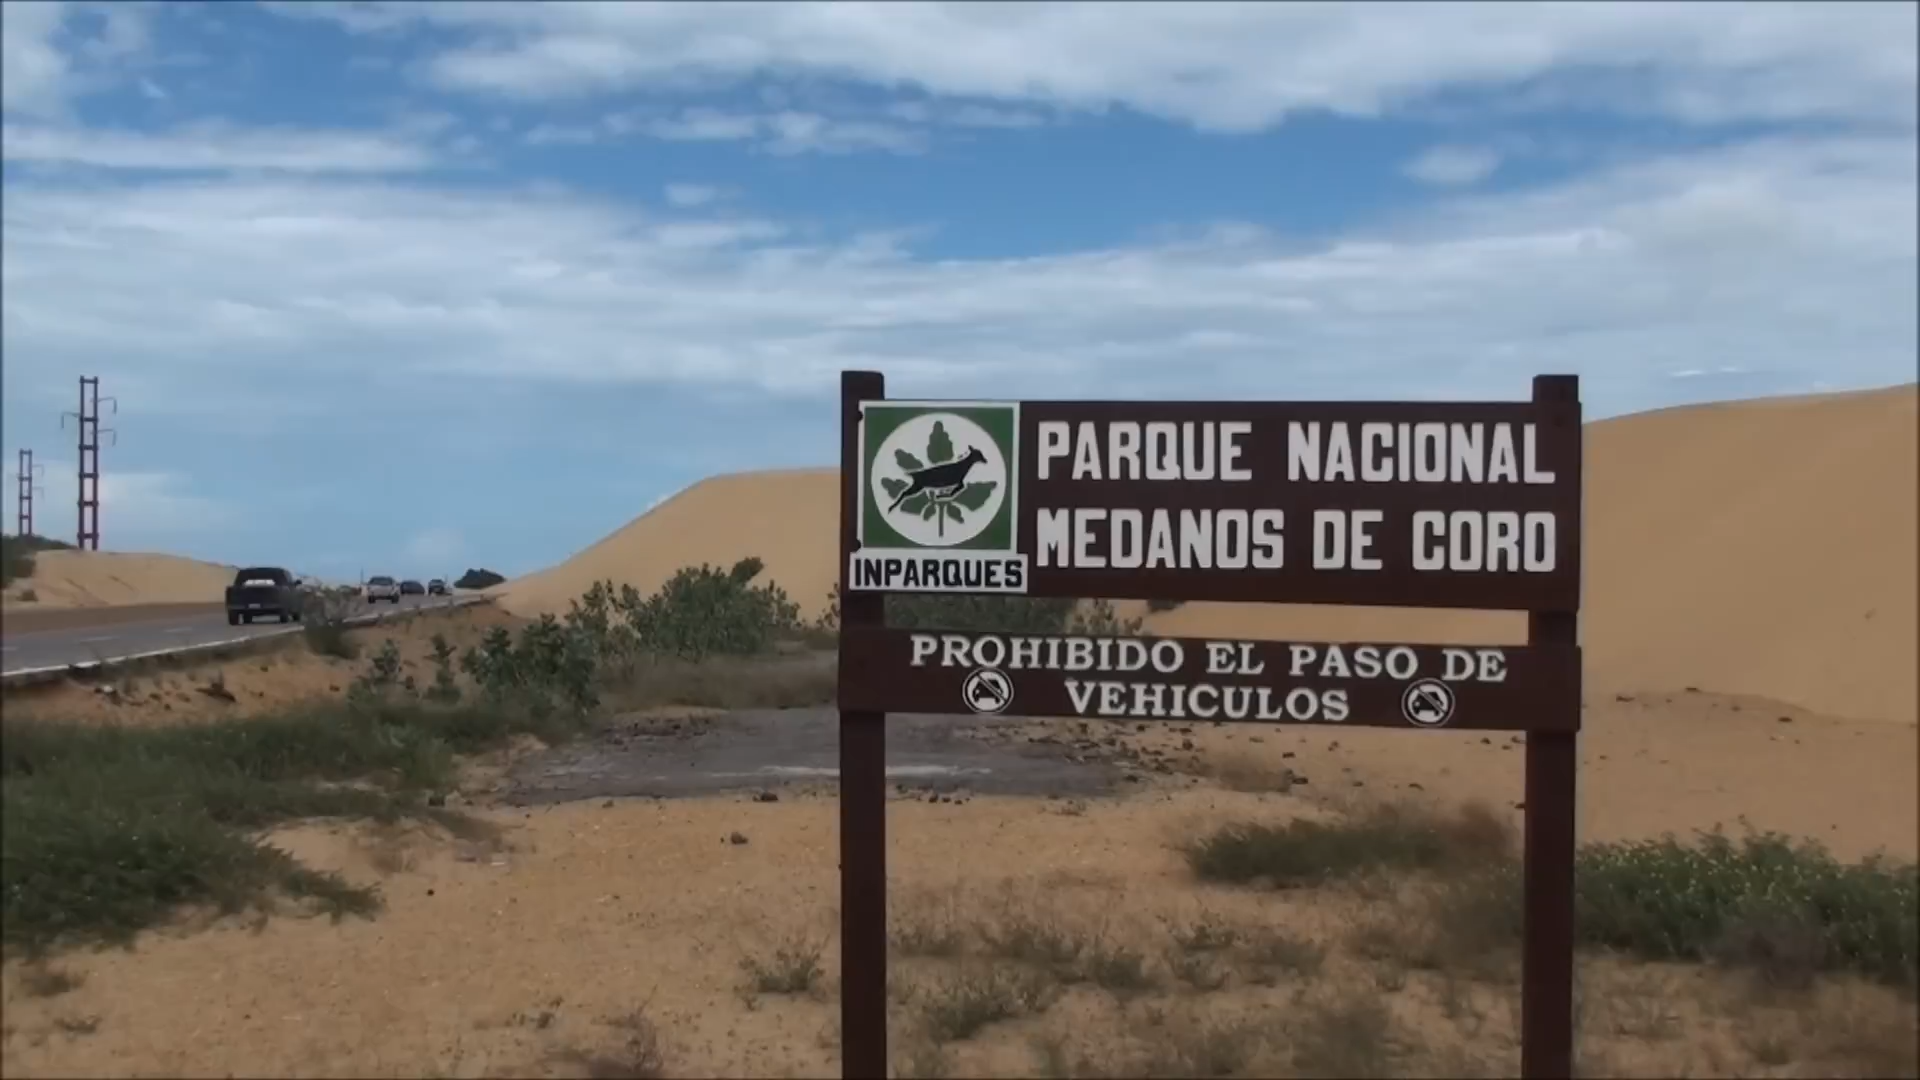 PARQUE NACIONAL
MEDANOS DE CORO
INPARQUES
PROHIBIDO EL PASO DE
VEHICULOS